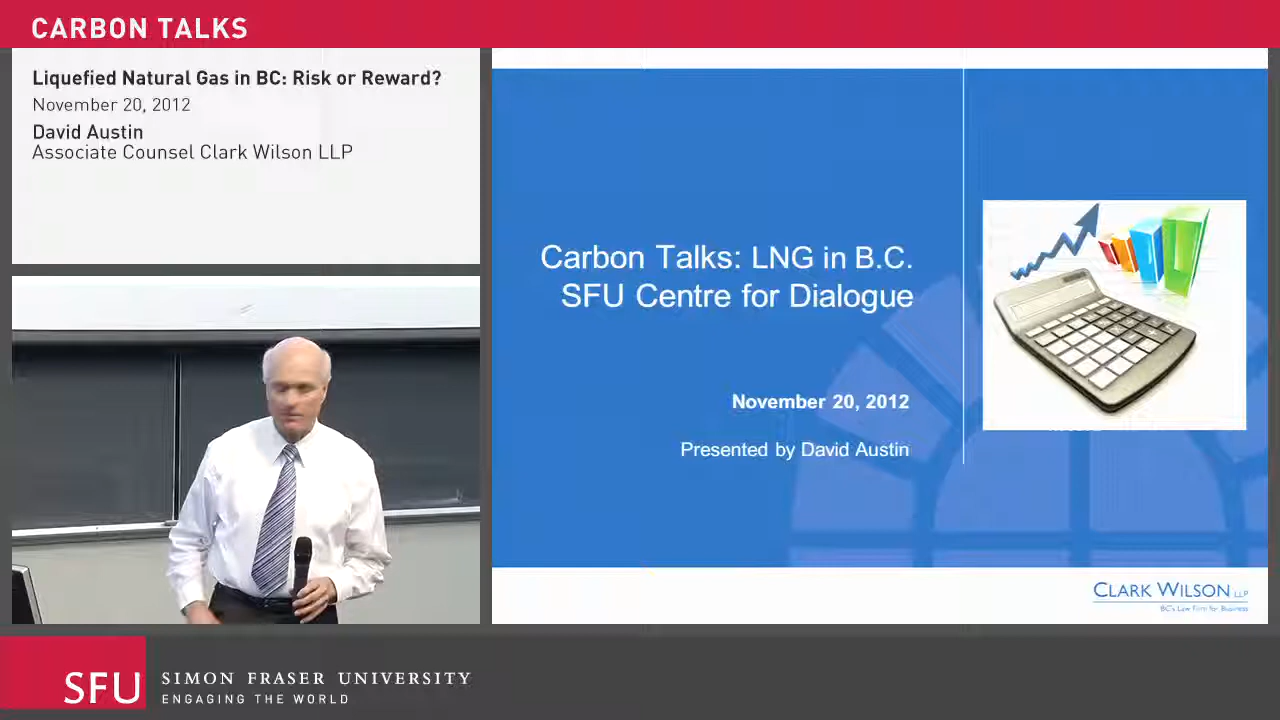 CARBON TALKS
Liquefied Natural Gas in BC: Risk or Reward?
November 20, 2012
David Austin
Associate Counsel Clark Wilson LLP
Carbon Talks: LNG in B.C.
SFU Centre for Dialogue
November 20, 2012
Presented by David Austin
CLARK WILSON LLP
BC's Law Firm for Business
SFU
SIMON FRASER UNIVERSITY
ENGAGING THE WORLD